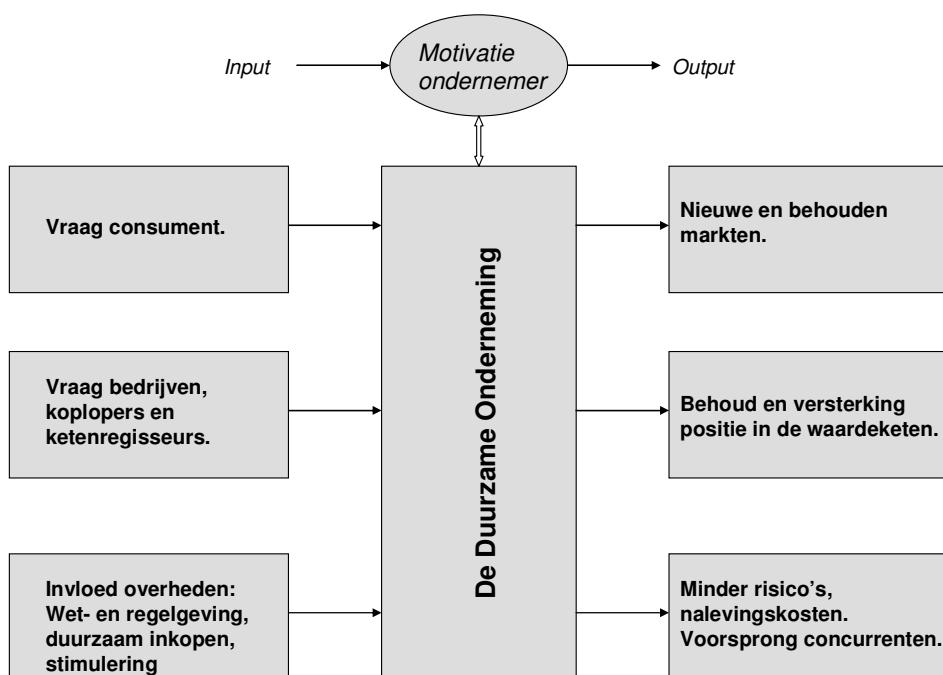 Input
Motivatie
ondernemer
Output
Vraag consument.
De Duurzame Onderneming
Nieuwe en behouden
markten.
Vraag bedrijven,
koplopers en
ketenregisseurs.
Behoud en versterking
positie in de waardeketen.
Invloed overheden:
Wet- en regelgeving,
duurzaam inkopen,
stimulering
Minder risico’s,
nalevingskosten.
Voorsprong concurrenten.